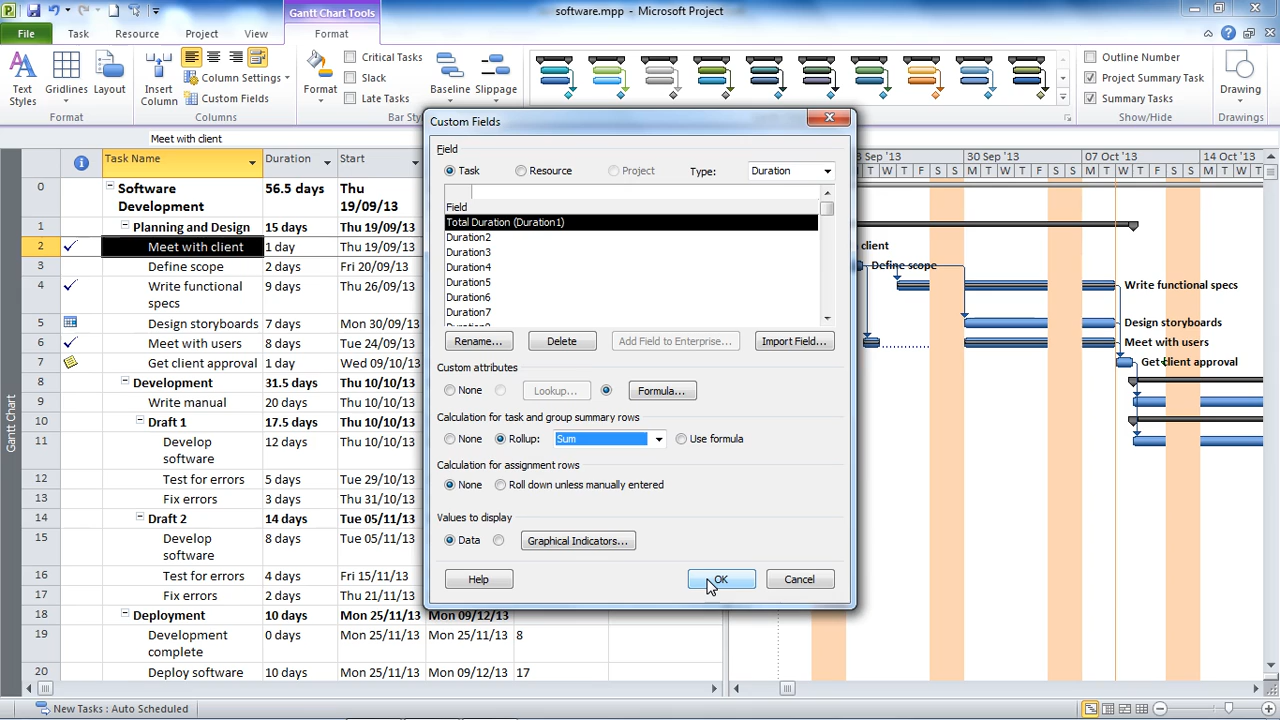 software.mpp - Microsoft Project
Gantt Chart Tools
File Task Resource Project View Format
Text Styles
Gridlines
Layout
Format
Insert Column
Column Settings
Custom Fields
Columns
Format
Critical Tasks
Slack
Late Tasks
Bar Sty
Baseline
Slippage
Outline Number
Project Summary Task
Summary Tasks
Show/Hide
Drawing
Drawings
Meet with client
Task Name Duration Start
Sep '13 30 Sep '13 07 Oct '13 14 Oct '13
T W T F S S M T W T F S S M T W T F S S M T W T
0 Software Development 56.5 days Thu 19/09/13
1 Planning and Design 15 days Thu 19/09/13
2 Meet with client 1 day Thu 19/09/13
3 Define scope 2 days Fri 20/09/13
4 Write functional specs 9 days Thu 26/09/13
5 Design storyboards 7 days Mon 30/09/13
6 Meet with users 8 days Tue 24/09/13
7 Get client approval 1 day Wed 09/10/13
8 Development 31.5 days Thu 10/10/13
9 Write manual 20 days Thu 10/10/13
10 Draft 1 17.5 days Thu 10/10/13
11 Develop software 12 days Thu 10/10/13
12 Test for errors 5 days Tue 29/10/13
13 Fix errors 3 days Thu 31/10/13
14 Draft 2 14 days Tue 05/11/13
15 Develop software 8 days Tue 05/11/13
16 Test for errors 4 days Fri 15/11/13
17 Fix errors 2 days Thu 21/11/13
18 Deployment 10 days Mon 25/11/13 Mon 09/12/13
19 Development complete 0 days Mon 25/11/13 Mon 25/11/13 8
20 Deploy software 10 days Mon 25/11/13 Mon 09/12/13 17
Gantt Chart
client
Define scope
Write functional specs
Design storyboards
Meet with users
Get client approval
Custom Fields
Field
Task Resource Project Type: Duration
Field
Total Duration (Duration1)
Duration2
Duration3
Duration4
Duration5
Duration6
Duration7
Rename... Delete Add Field to Enterprise... Import Field...
Custom attributes
None Lookup... Formula...
Calculation for task and group summary rows
None Rollup: Sum Use formula
Calculation for assignment rows
None Roll down unless manually entered
Values to display
Data Graphical Indicators...
Help OK Cancel
New Tasks : Auto Scheduled